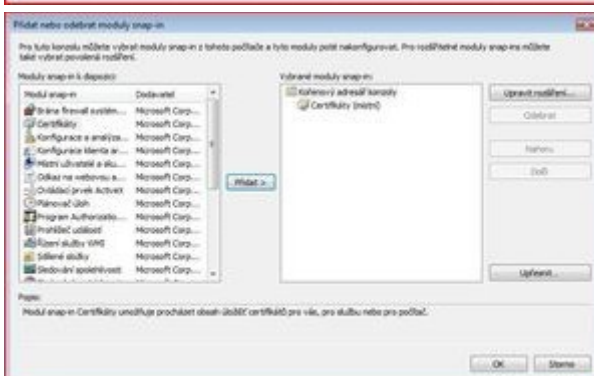 Přidat nebo odebrat moduly snap-in
Pro tuto konzolu můžete vybrat moduly snap-in z tohoto počítače a tyto moduly poté nakonfigurovat. Pro rozšiřitelné moduly snap-ins můžete
také vybrat povolená rozšíření.
Moduly snap-in k dispozici:
Vybrané moduly snap-in:
Modul snap-in Dodavatel
Brána firewall systém... Microsoft Corp...
Certifikáty Microsoft Corp...
Konfigurace a analýza... Microsoft Corp...
Konfigurace klienta ar... Microsoft Corp...
Místní uživatelé a sku... Microsoft Corp...
Odkaz na webovou a... Microsoft Corp...
Ovládací prvek ActiveX Microsoft Corp...
Plánovač úloh Microsoft Corp...
Program Authorizatio... Microsoft Corp...
Prohlížeč událostí Microsoft Corp...
Řízení služby WMI Microsoft Corp...
Sdílené složky Microsoft Corp...
Sledování spolehlivosti Microsoft Corp...
Přidat >
Kořenový adresář konzoly
Certifikáty (místní)
Upravit rozšíření...
Odebrat
Nahoru
Dolů
Upřesnit...
Popis:
Modul snap-in Certifikáty umožňuje procházet obsah úložišť certifikátů pro vás, pro službu nebo pro počítač.
OK Storno